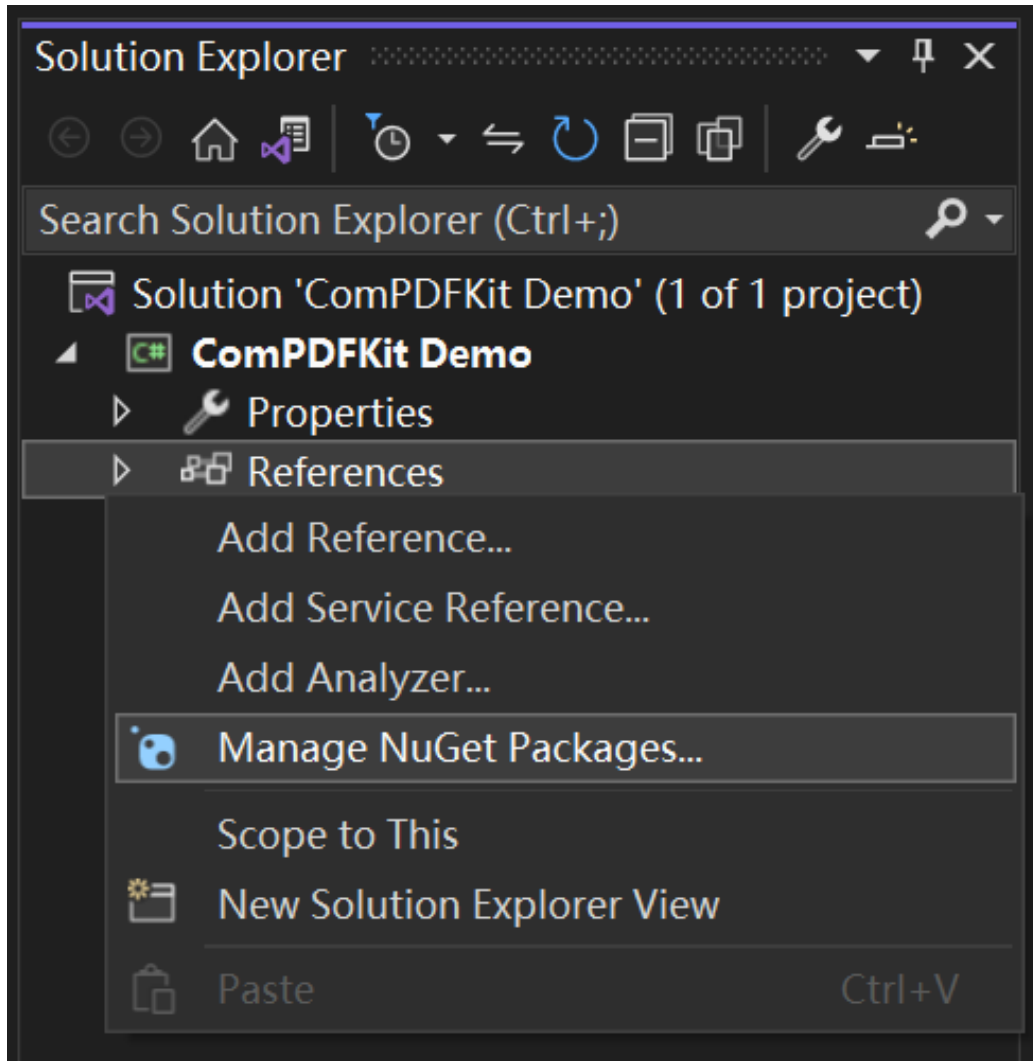 Solution Explorer
Search Solution Explorer (Ctrl+;)
Solution 'ComPDFKit Demo' (1 of 1 project)
C# ComPDFKit Demo
Properties
References
Add Reference...
Add Service Reference...
Add Analyzer...
Manage NuGet Packages...
Scope to This
New Solution Explorer View
Paste Ctrl+V